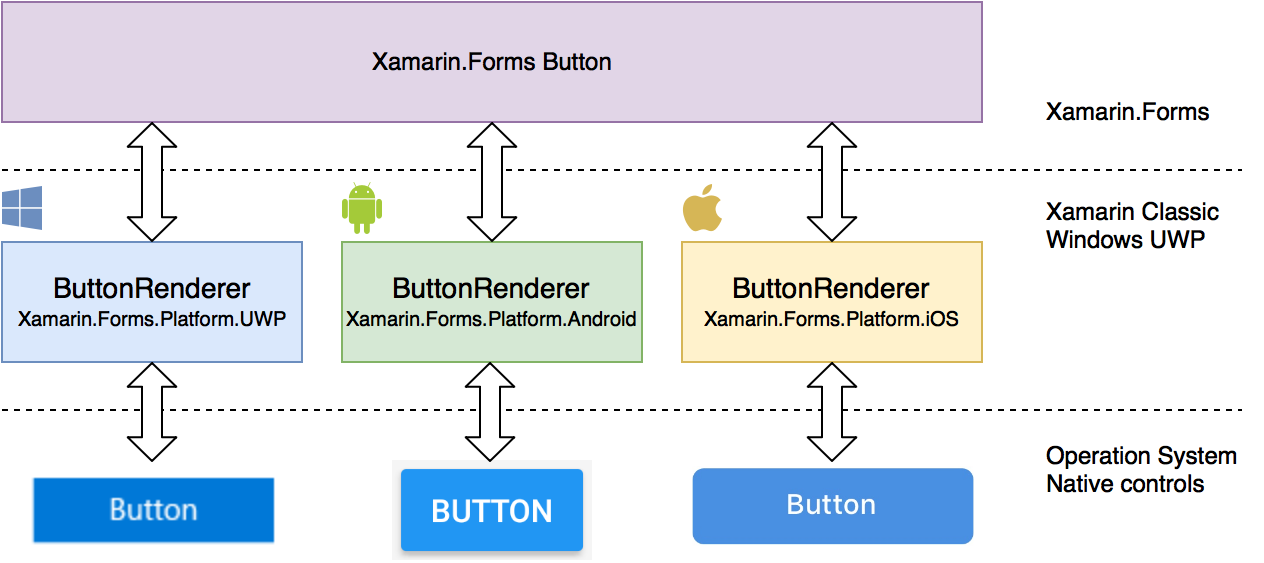 Xamarin.Forms Button
Xamarin.Forms
Xamarin Classic
Windows UWP
ButtonRenderer
Xamarin.Forms.Platform.UWP
ButtonRenderer
Xamarin.Forms.Platform.Android
ButtonRenderer
Xamarin.Forms.Platform.iOS
Operation System
Native controls
Button
BUTTON
Button